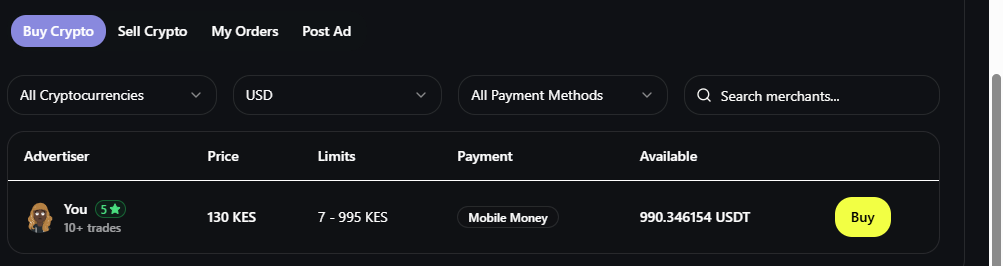 Buy Crypto Sell Crypto My Orders Post Ad
All Cryptocurrencies USD All Payment Methods Search merchants...
Advertiser Price Limits Payment Available
You 5 ★ 130 KES 7 - 995 KES Mobile Money 990.346154 USDT Buy
10+ trades